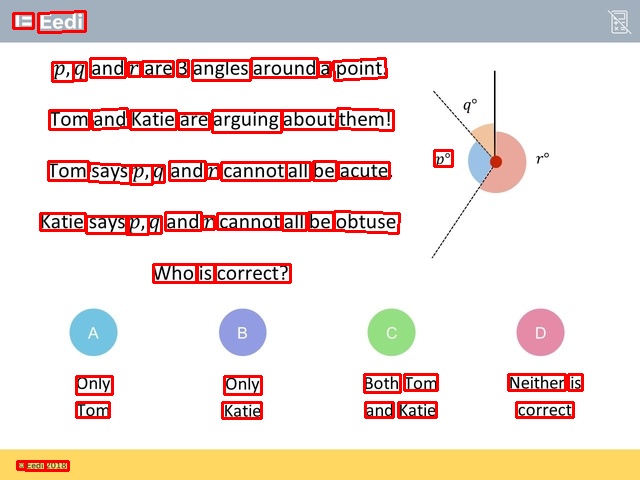 Eedi
p, q and r are 3 angles around a point.
Tom and Katie are arguing about them!
Tom says p, q and r cannot all be acute.
Katie says p, q and r cannot all be obtuse.
Who is correct?
q°
p°
r°
A
B
C
D
Only Tom
Only Katie
Both Tom and Katie
Neither is correct
© Eedi 2018